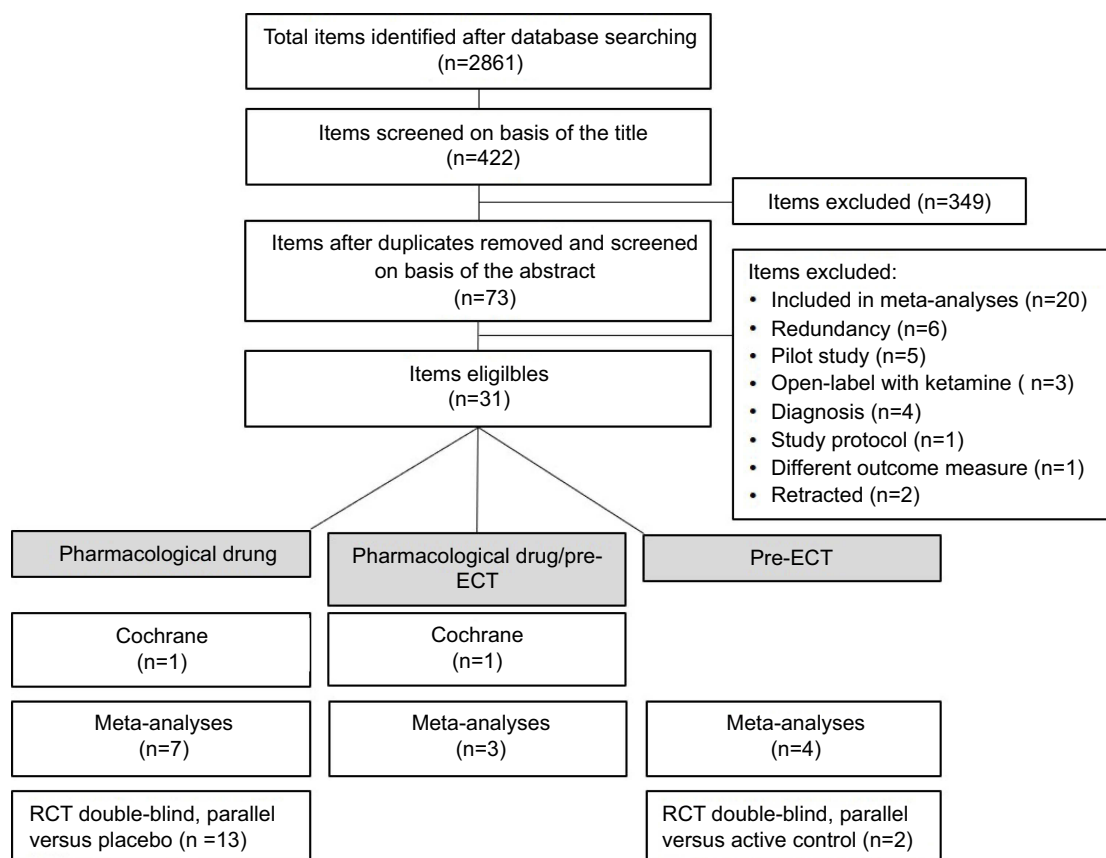 Total items identified after database searching
(n=2861)
Items screened on basis of the title
(n=422)
Items excluded (n=349)
Items after duplicates removed and screened
on basis of the abstract
(n=73)
Items excluded:
• Included in meta-analyses (n=20)
• Redundancy (n=6)
• Pilot study (n=5)
• Open-label with ketamine ( n=3)
• Diagnosis (n=4)
• Study protocol (n=1)
• Different outcome measure (n=1)
• Retracted (n=2)
Items eligilbles
(n=31)
Pharmacological drung
Pharmacological drug/pre-
ECT
Pre-ECT
Cochrane
(n=1)
Cochrane
(n=1)
Meta-analyses
(n=7)
Meta-analyses
(n=3)
Meta-analyses
(n=4)
RCT double-blind, parallel
versus placebo (n =13)
RCT double-blind, parallel
versus active control (n=2)